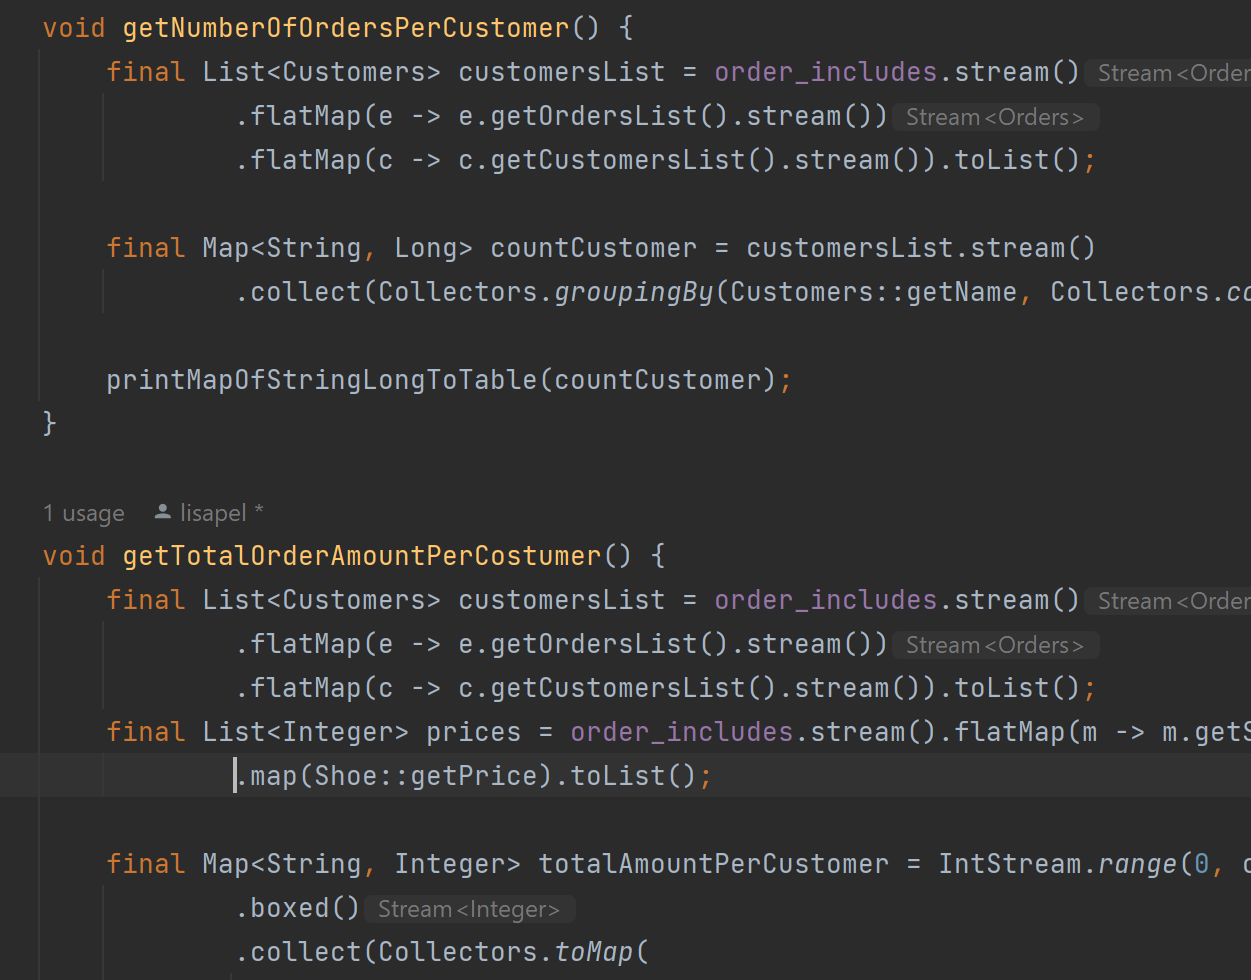 void getNumberOfOrdersPerCustomer() {
final List<Customers> customersList = order_includes.stream() Stream<Order
.flatMap(e -> e.getOrdersList().stream()) Stream<Orders>
.flatMap(c -> c.getCustomersList().stream()).toList();
final Map<String, Long> countCustomer = customersList.stream()
.collect(Collectors.groupingBy(Customers::getName, Collectors.co
printMapOfStringLongToTable(countCustomer);
}
1 usage lisapel *
void getTotalOrderAmountPerCostumer() {
final List<Customers> customersList = order_includes.stream() Stream<Order
.flatMap(e -> e.getOrdersList().stream()) Stream<Orders>
.flatMap(c -> c.getCustomersList().stream()).toList();
final List<Integer> prices = order_includes.stream().flatMap(m -> m.getS
.map(Shoe::getPrice).toList();
final Map<String, Integer> totalAmountPerCustomer = IntStream.range(0, c
.boxed() Stream<Integer>
.collect(Collectors.toMap(